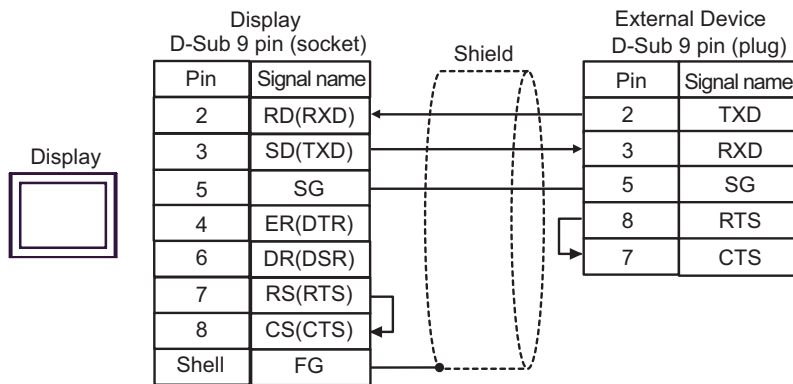 Display
D-Sub 9 pin (socket)
Shield
External Device
D-Sub 9 pin (plug)
Display
Pin Signal name
2 RD(RXD)
3 SD(TXD)
5 SG
4 ER(DTR)
6 DR(DSR)
7 RS(RTS)
8 CS(CTS)
Shell FG
Pin Signal name
2 TXD
3 RXD
5 SG
8 RTS
7 CTS